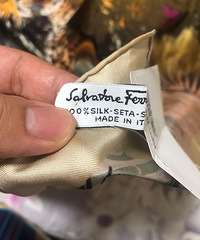 Salvatore Ferr
00% SILK-SETA-S
MADE IN IT